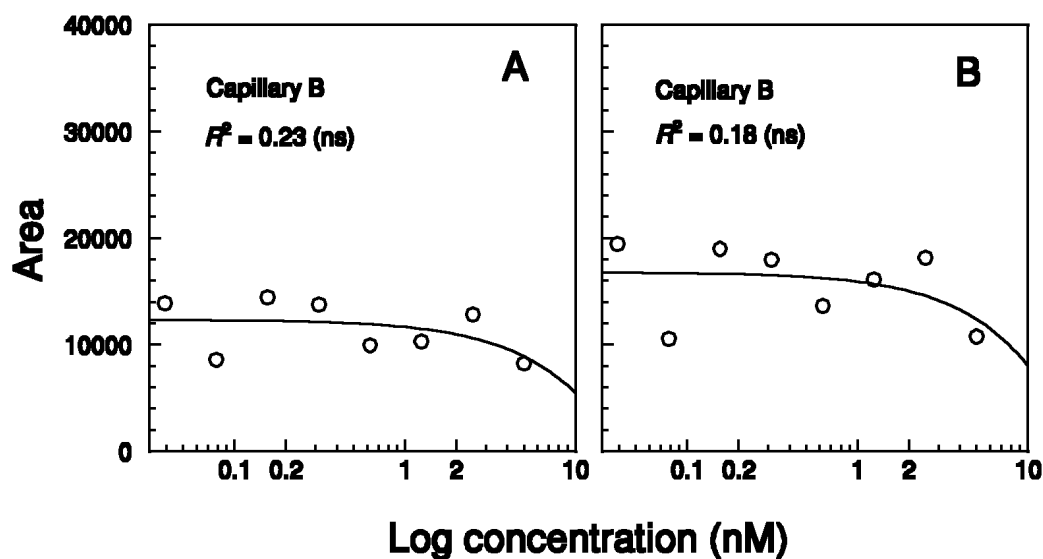 40000
30000
20000
10000
0
Area
A
Capillary B
R² = 0.23 (ns)
0.1 0.2 1 2 10
B
Capillary B
R² = 0.18 (ns)
0.1 0.2 1 2 10
Log concentration (nM)